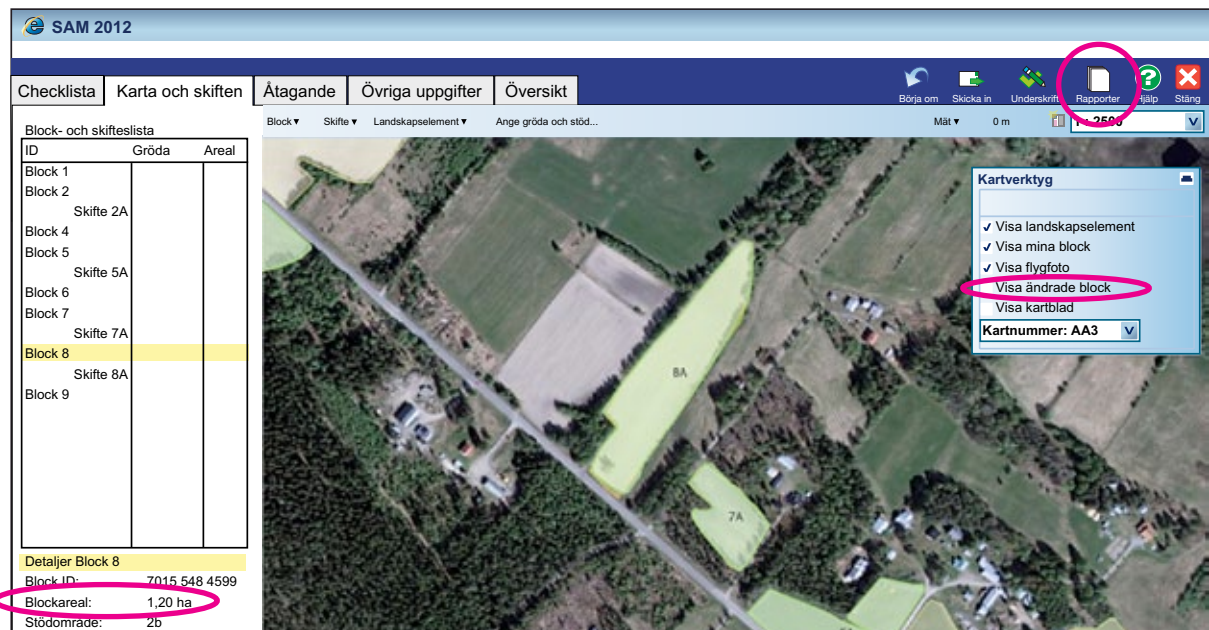 SAM 2012
Checklista Karta och skiften Åtagande Övriga uppgifter Översikt
Börja om Skicka in Underskrift Rapporter Hjälp Stäng
Block▾ Skifte▾ Landskapselement▾ Ange gröda och stöd... Mät▾ 0 m
Block- och skifteslista
ID Gröda Areal
Block 1
Block 2
Skifte 2A
Block 4
Block 5
Skifte 5A
Block 6
Block 7
Skifte 7A
Block 8
Skifte 8A
Block 9
Detaljer Block 8
Block ID: 7015 548 4599
Blockareal: 1,20 ha
Stödområde: 2b
8A
7A
Kartverktyg
Visa landskapselement
Visa mina block
Visa flygfoto
Visa ändrade block
Visa kartblad
Kartnummer: AA3